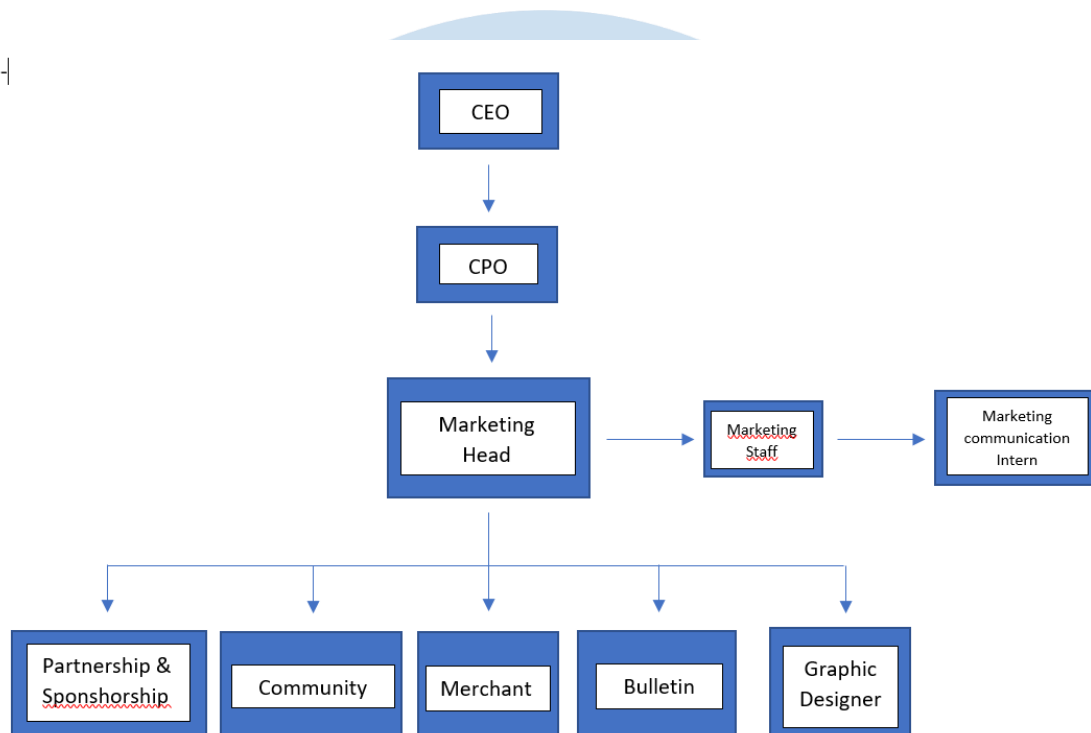 -
CEO
CPO
Marketing
Head
Marketing
Staff
Marketing
communication
Intern
Partnership &
Sponshorship
Community
Merchant
Bulletin
Graphic
Designer